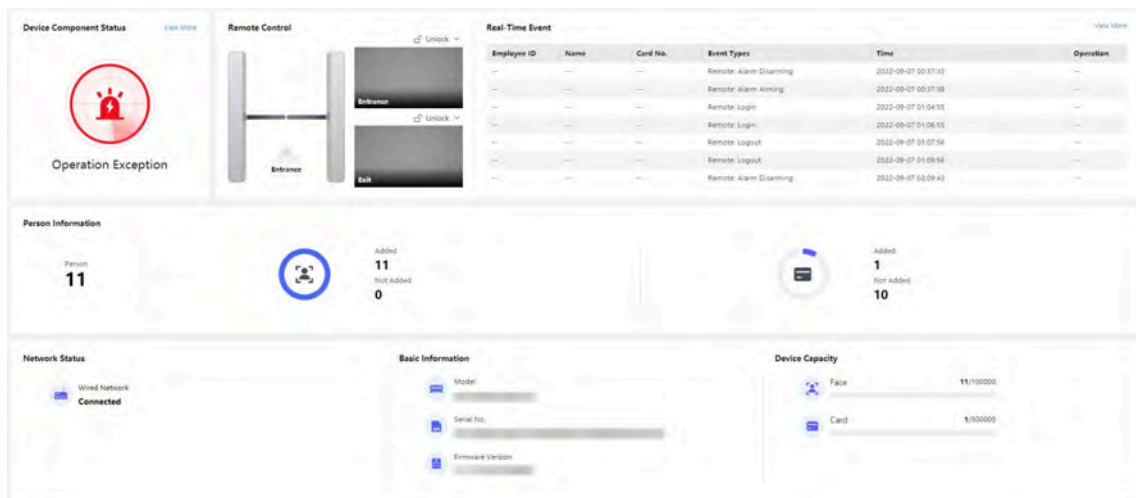 Device Component Status
View More
Operation Exception
Remote Control
Unlock
Entrance
Entrance
Unlock
Exit
Real-Time Event
View More
Employee ID Name Card No. Event Types Time Operation
-- -- -- Remote: Alarm Disarming 2022-09-07 00:37:33 --
-- -- -- Remote: Alarm Arming 2022-09-07 00:37:38 --
-- -- -- Remote: Login 2022-09-07 01:04:55 --
-- -- -- Remote: Login 2022-09-07 01:06:55 --
-- -- -- Remote: Logout 2022-09-07 01:07:56 --
-- -- -- Remote: Logout 2022-09-07 01:09:56 --
-- -- -- Remote: Alarm Disarming 2022-09-07 02:09:43 --
Person Information
Person
11
Added
11
Not Added
0
Added
1
Not Added
10
Network Status
Wired Network
Connected
Basic Information
Model
Serial No.
Firmware Version
Device Capacity
Face 11/100000
Card 1/500000